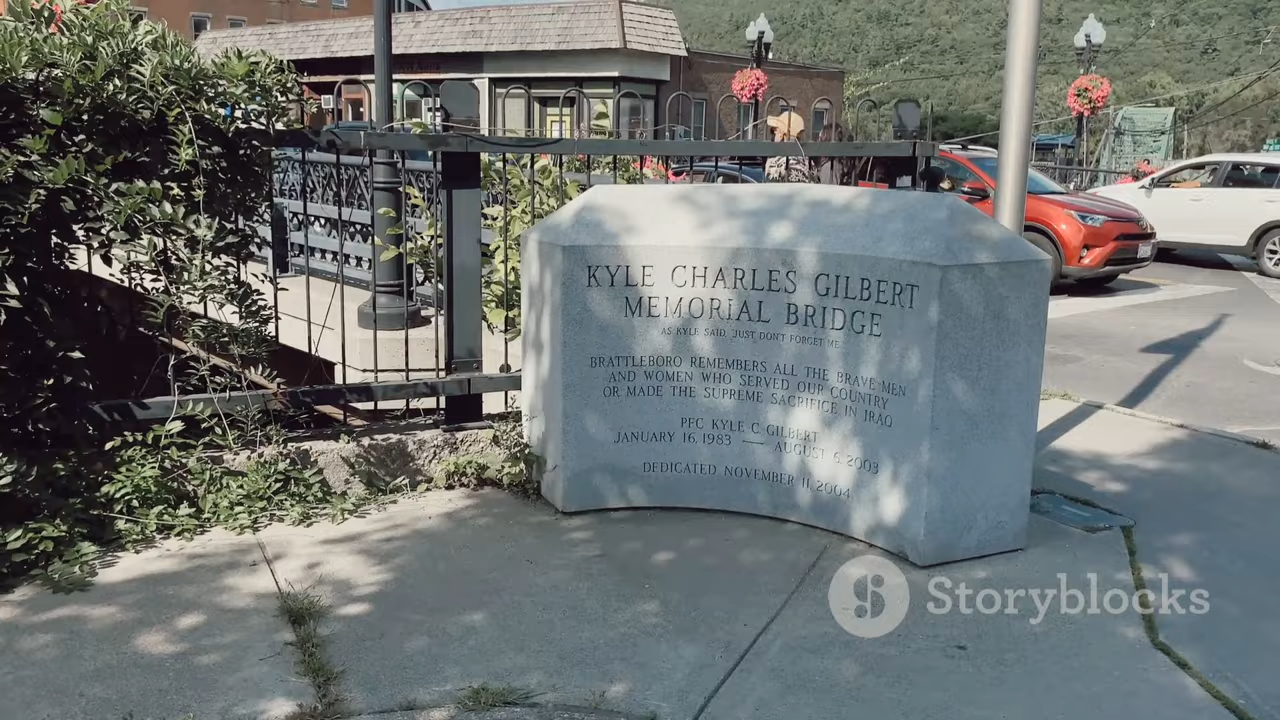 KYLE CHARLES GILBERT
MEMORIAL BRIDGE
AS KYLE SAID, "JUST DON'T FORGET ME"
BRATTLEBORO REMEMBERS ALL THE BRAVE MEN
AND WOMEN WHO SERVED OUR COUNTRY
OR MADE THE SUPREME SACRIFICE IN IRAQ
PFC KYLE C. GILBERT
JANUARY 16, 1983 — AUGUST 6, 2003
DEDICATED NOVEMBER 11, 2004
Storyblocks